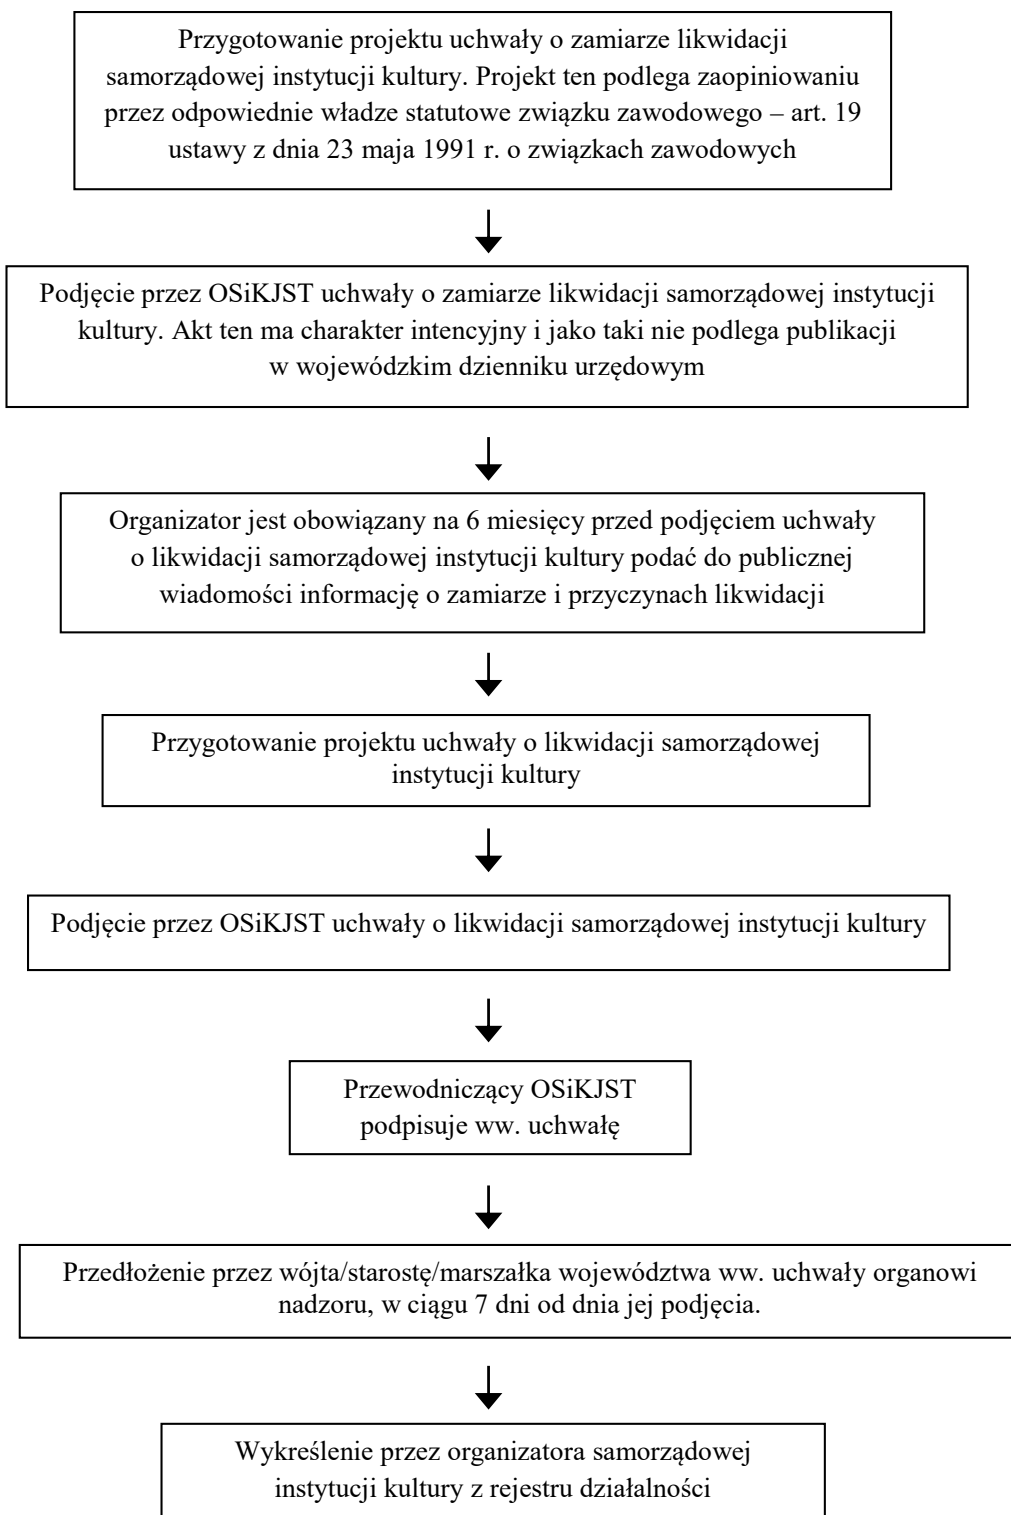 Przygotowanie projektu uchwały o zamiarze likwidacji
samorządowej instytucji kultury. Projekt ten podlega zaopiniowaniu
przez odpowiednie władze statutowe związku zawodowego – art. 19
ustawy z dnia 23 maja 1991 r. o związkach zawodowych
Podjęcie przez OSiKJST uchwały o zamiarze likwidacji samorządowej instytucji
kultury. Akt ten ma charakter intencyjny i jako taki nie podlega publikacji
w wojewódzkim dzienniku urzędowym
Organizator jest obowiązany na 6 miesięcy przed podjęciem uchwały
o likwidacji samorządowej instytucji kultury podać do publicznej
wiadomości informację o zamiarze i przyczynach likwidacji
Przygotowanie projektu uchwały o likwidacji samorządowej
instytucji kultury
Podjęcie przez OSiKJST uchwały o likwidacji samorządowej instytucji kultury
Przewodniczący OSiKJST
podpisuje ww. uchwałę
Przedłożenie przez wójta/starostę/marszałka województwa ww. uchwały organowi
nadzoru, w ciągu 7 dni od dnia jej podjęcia.
Wykreślenie przez organizatora samorządowej
instytucji kultury z rejestru działalności